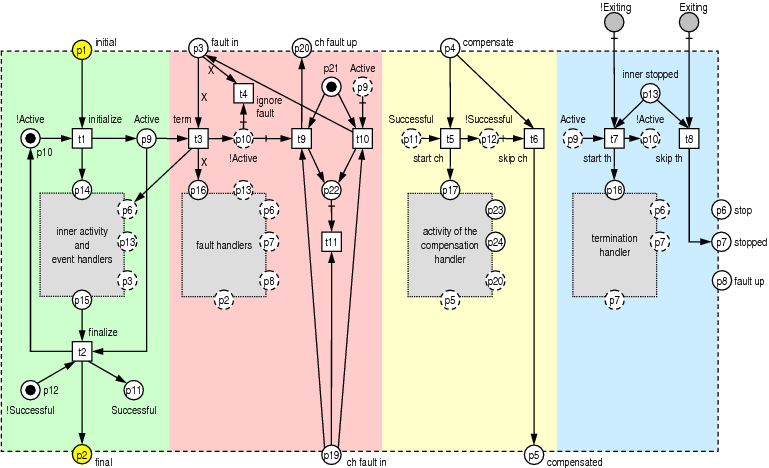 !Exiting
Exiting
p1
initial
p3
fault in
p20
ch fault up
p4
compensate
p21
Active
p9
inner stopped
p13
X
X
t4
ignore
fault
!Active
p10
initialize
t1
Active
p9
term
t3
p10
!Active
t9
t10
Successful
p11
t5
start ch
!Successful
p12
t6
skip ch
Active
p9
t7
start th
!Active
p10
t8
skip th
X
p14
p16
p13
p22
p17
p18
p6
p6
p23
p6
p6
stop
inner activity
and
event handlers
p13
fault handlers
p7
t11
activity of the
compensation
handler
p24
termination
handler
p7
p7
stopped
p3
p8
p20
p8
fault up
p15
p2
p5
p7
finalize
t2
p12
!Successful
p11
Successful
p2
final
p19
ch fault in
p5
compensated